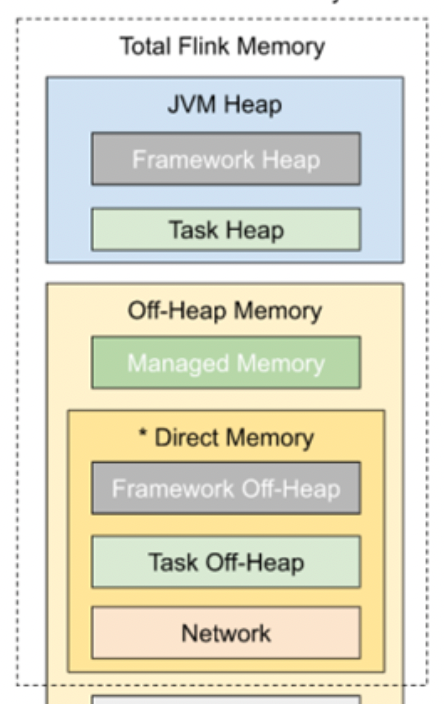 Total Flink Memory
JVM Heap
Framework Heap
Task Heap
Off-Heap Memory
Managed Memory
* Direct Memory
Framework Off-Heap
Task Off-Heap
Network